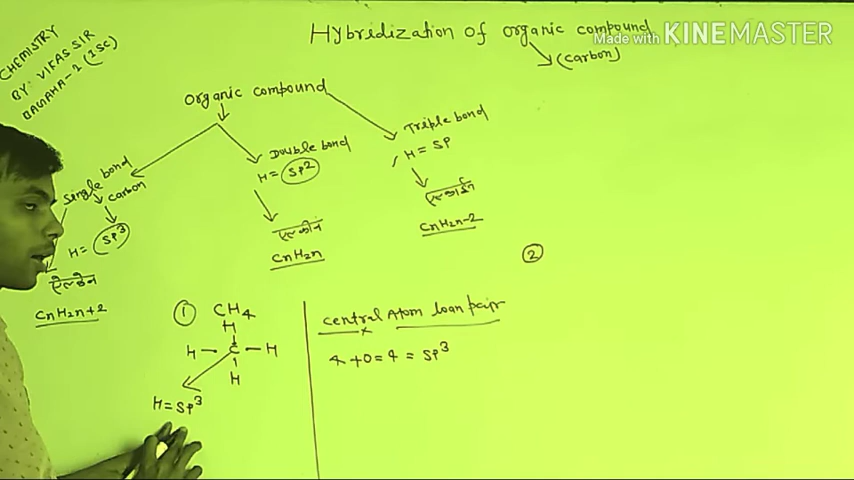 Hybridization of organic compound
Made with KINEMASTER
(carbon)
CHEMISTRY
BY: VIKAS SIR
BAGAHA-2 (ISC)
Organic compound
Single bond
carbon
H = SP³
ऐल्केन
CnH2n+2
Double bond
H = SP²
एल्कीन
CnH2n
Triple bond
H = SP
एल्काईन
CnH2n-2
① CH4
H
H - C - H
H
H = SP³
central Atom loan pair
4 + 0 = 4 = SP³
②